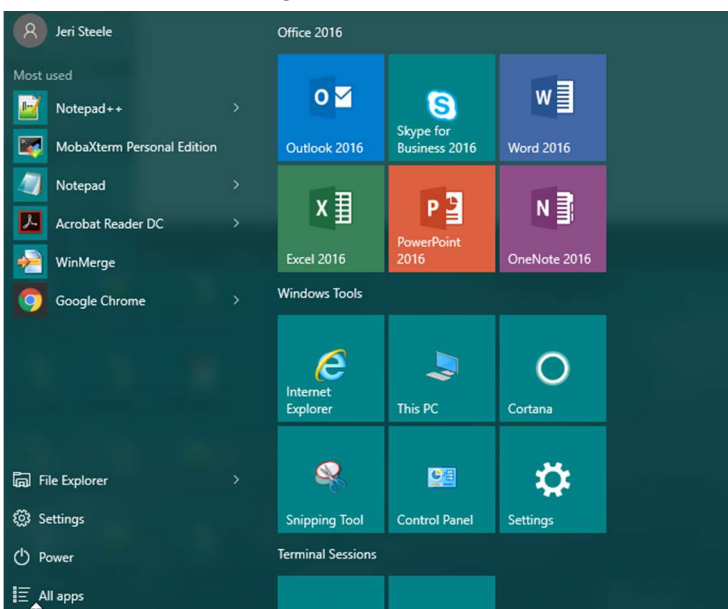 Jeri Steele
Most used
Notepad++
MobaXterm Personal Edition
Notepad
Acrobat Reader DC
WinMerge
Google Chrome
File Explorer
Settings
Power
All apps
Office 2016
Outlook 2016
Skype for
Business 2016
Word 2016
Excel 2016
PowerPoint
2016
OneNote 2016
Windows Tools
Internet
Explorer
This PC
Cortana
Snipping Tool
Control Panel
Settings
Terminal Sessions